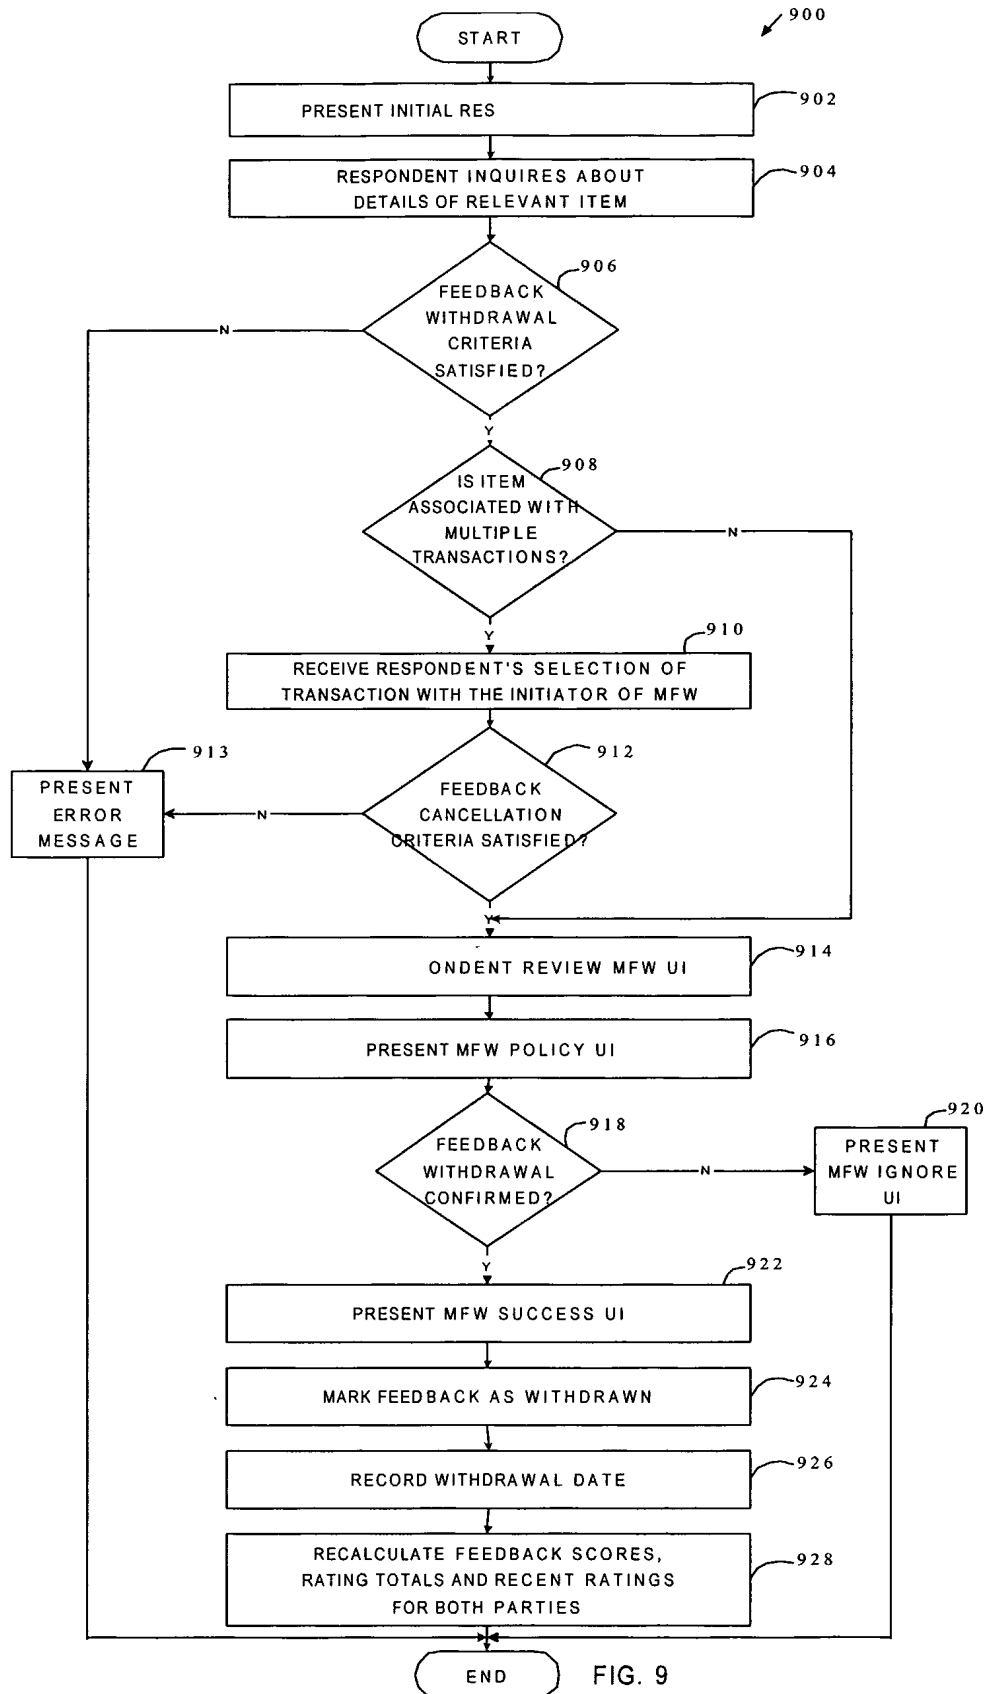 900
START
PRESENT INITIAL RES
902
RESPONDENT INQUIRES ABOUT
DETAILS OF RELEVANT ITEM
904
906
FEEDBACK
WITHDRAWAL
CRITERIA
SATISFIED?
N
Y
908
IS ITEM
ASSOCIATED WITH
MULTIPLE
TRANSACTIONS?
N
Y
910
RECEIVE RESPONDENT'S SELECTION OF
TRANSACTION WITH THE INITIATOR OF MFW
912
FEEDBACK
CANCELLATION
CRITERIA SATISFIED?
N
913
PRESENT
ERROR
MESSAGE
Y
914
ONDENT REVIEW MFW UI
916
PRESENT MFW POLICY UI
918
FEEDBACK
WITHDRAWAL
CONFIRMED?
N
920
PRESENT
MFW IGNORE
UI
Y
922
PRESENT MFW SUCCESS UI
924
MARK FEEDBACK AS WITHDRAWN
926
RECORD WITHDRAWAL DATE
928
RECALCULATE FEEDBACK SCORES,
RATING TOTALS AND RECENT RATINGS
FOR BOTH PARTIES
END
FIG. 9